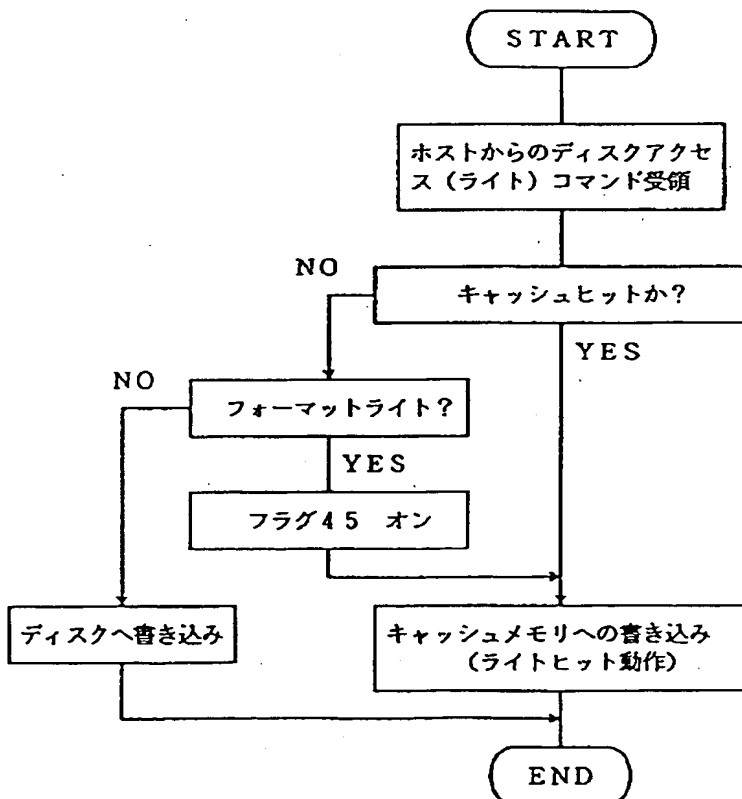 START
ホストからのディスクアクセ
ス（ライト）コマンド受領
NO
キャッシュヒットか？
YES
NO
フォーマットライト？
YES
フラグ45 オン
ディスクへ書き込み
キャッシュメモリへの書き込み
（ライトヒット動作）
END